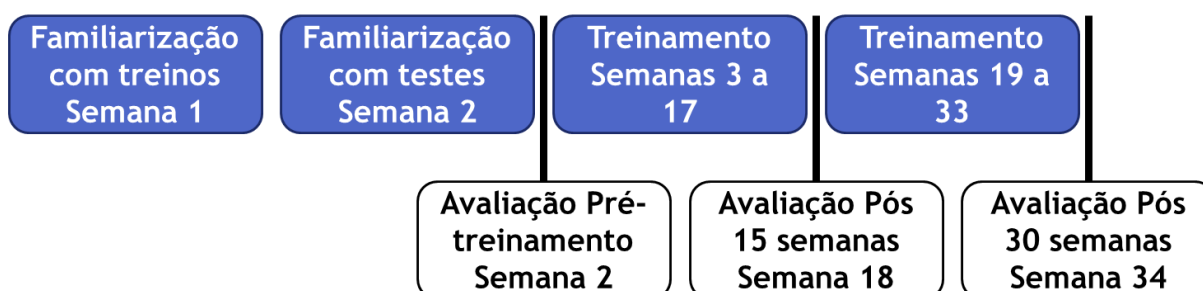 Familiarização
com treinos
Semana 1
Familiarização
com testes
Semana 2
Treinamento
Semanas 3 a
17
Treinamento
Semanas 19 a
33
Avaliação Pré-
treinamento
Semana 2
Avaliação Pós
15 semanas
Semana 18
Avaliação Pós
30 semanas
Semana 34